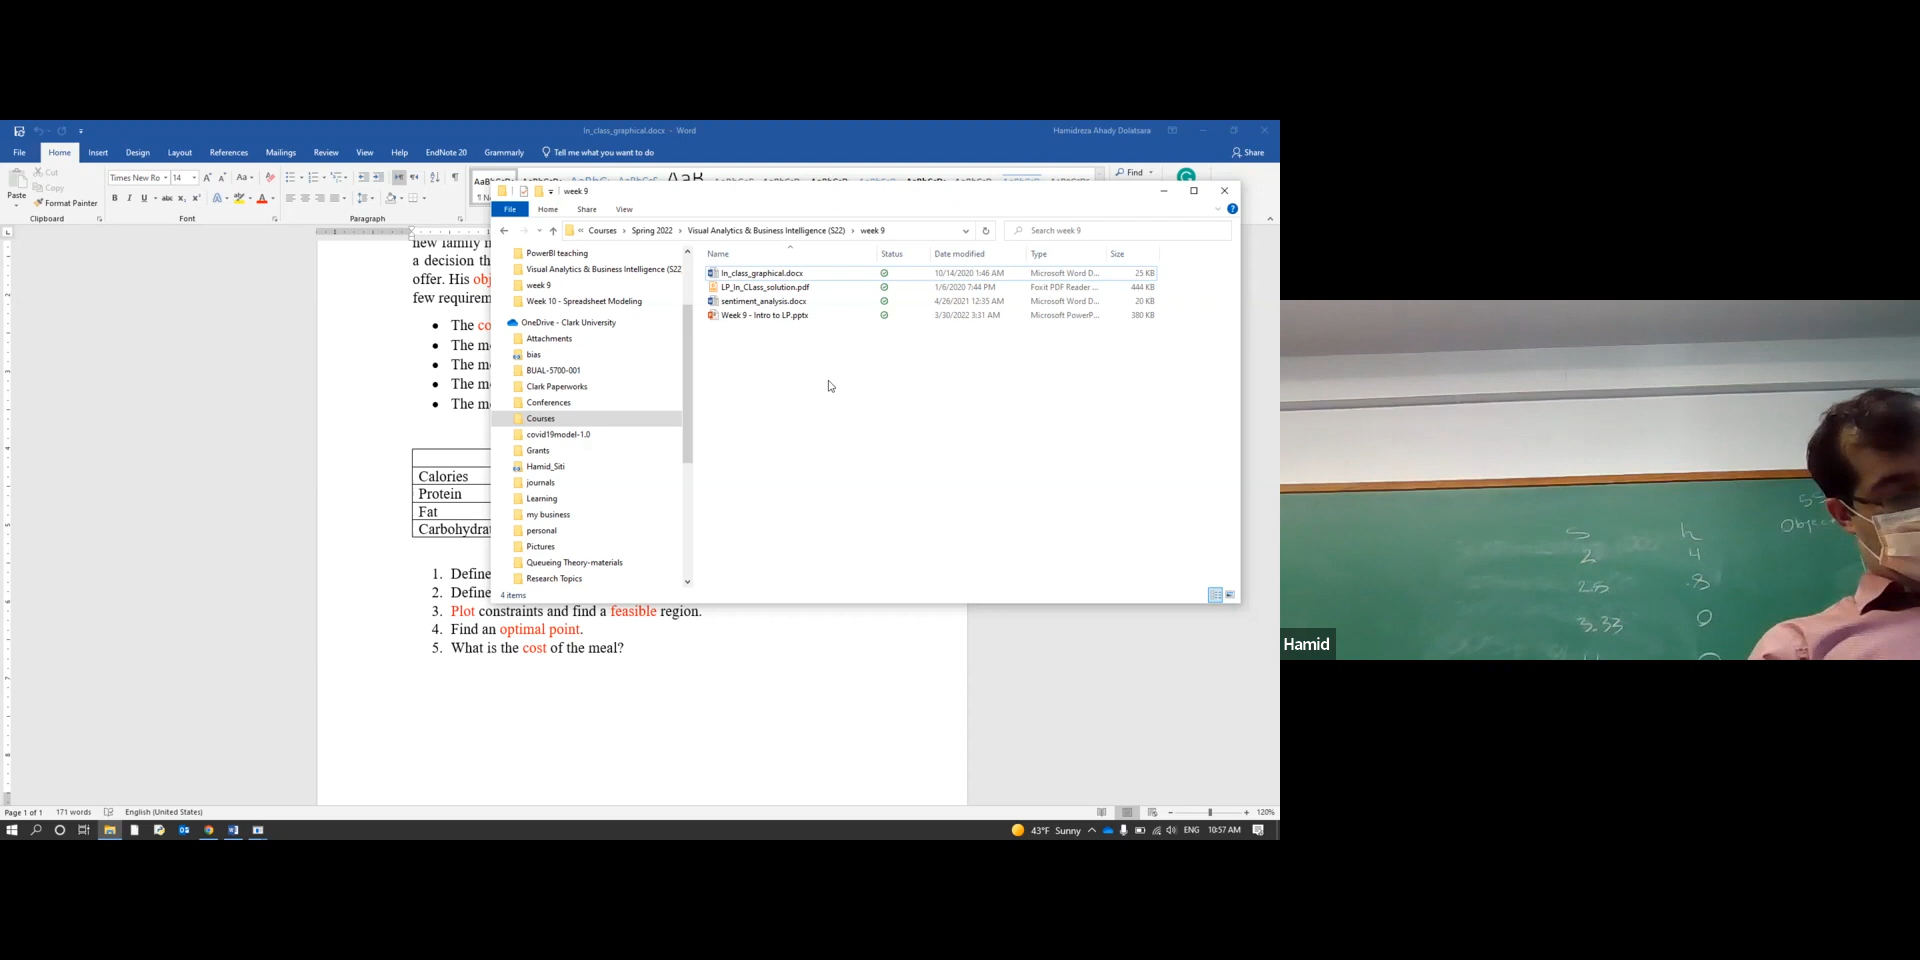 In_class_graphical.docx - Word
Hamidreza Ahady Dolatsara
File Home Insert Design Layout References Mailings Review View Help EndNote 20 Grammarly Tell me what you want to do Share
Paste
Cut
Copy
Format Painter
Times New Ro 14
Find
Clipboard Font Paragraph
week 9
File Home Share View
« Courses > Spring 2022 > Visual Analytics & Business Intelligence (S22) > week 9
Search week 9
Name Status Date modified Type Size
In_class_graphical.docx 10/14/2020 1:46 AM Microsoft Word D... 25 KB
LP_In_CLass_solution.pdf 1/6/2020 7:44 PM Foxit PDF Reader ... 444 KB
sentiment_analysis.docx 4/26/2021 12:35 AM Microsoft Word D... 20 KB
Week 9 - Intro to LP.pptx 3/30/2022 3:31 AM Microsoft PowerP... 380 KB
PowerBI teaching
Visual Analytics & Business Intelligence (S22
week 9
Week 10 - Spreadsheet Modeling
OneDrive - Clark University
Attachments
bias
BUAL-5700-001
Clark Paperworks
Conferences
Courses
covid19model-1.0
Grants
Hamid_Siti
journals
Learning
my business
personal
Pictures
Queueing Theory-materials
Research Topics
4 items
new family
a decision
offer. His
few requirem
• The co
• The m
• The m
• The m
• The m
Calories
Protein
Fat
Carbohydrat
1. Define
2. Define
3. Plot constraints and find a feasible region.
4. Find an optimal point.
5. What is the cost of the meal?
Page 1 of 1 171 words English (United States) 120%
43°F Sunny ENG 10:57 AM
S h
2 4
2.5 .8
3.33 0
Object
Hamid